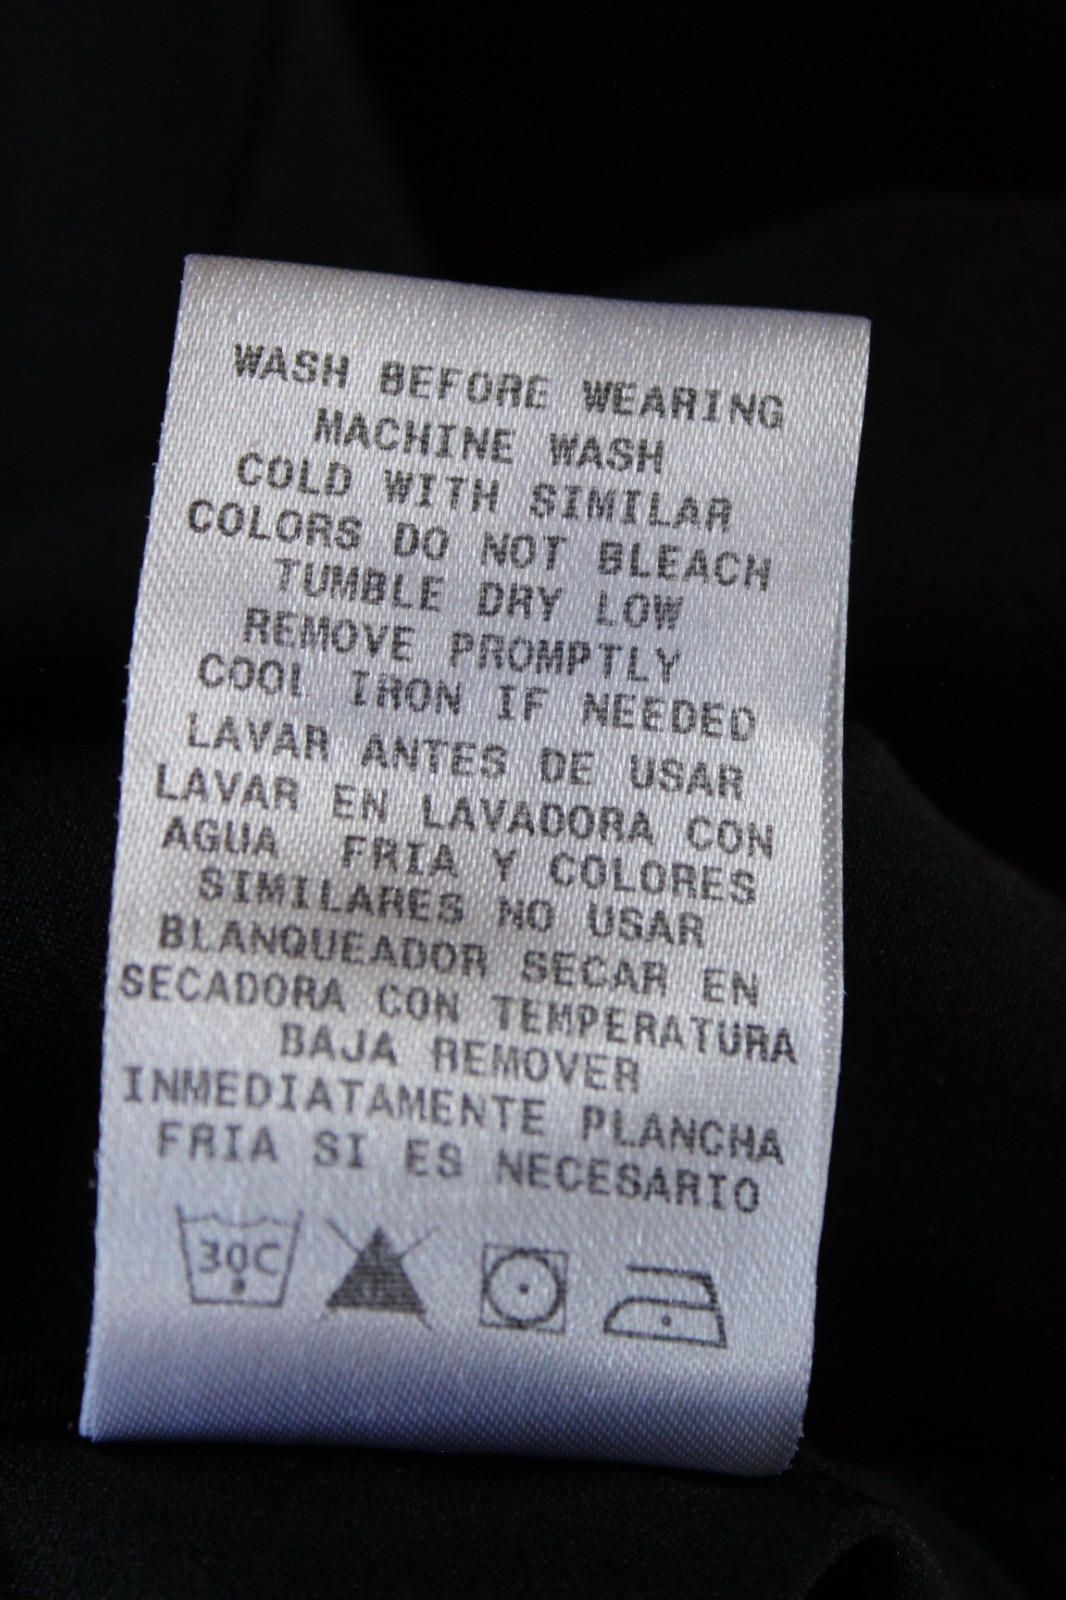 WASH BEFORE WEARING
MACHINE WASH
COLD WITH SIMILAR
COLORS DO NOT BLEACH
TUMBLE DRY LOW
REMOVE PROMPTLY
COOL IRON IF NEEDED
LAVAR ANTES DE USAR
LAVAR EN LAVADORA CON
AGUA FRIA Y COLORES
SIMILARES NO USAR
BLANQUEADOR SECAR EN
SECADORA CON TEMPERATURA
BAJA REMOVER
INMEDIATAMENTE PLANCHA
FRIA SI ES NECESARIO
30C